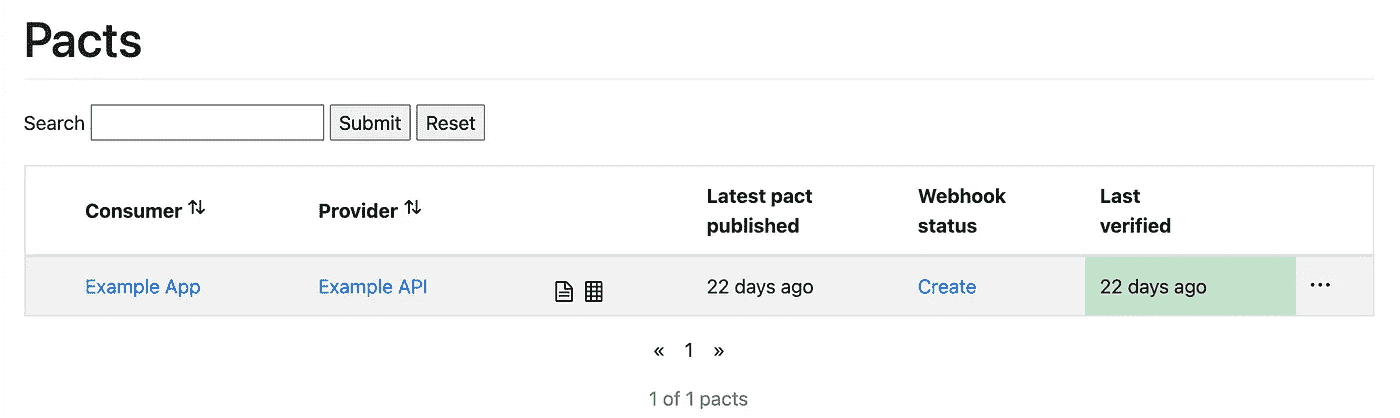 Pacts
Search Submit Reset
Consumer Provider Latest pact published Webhook status Last verified
Example App Example API 22 days ago Create 22 days ago ...
« 1 »
1 of 1 pacts